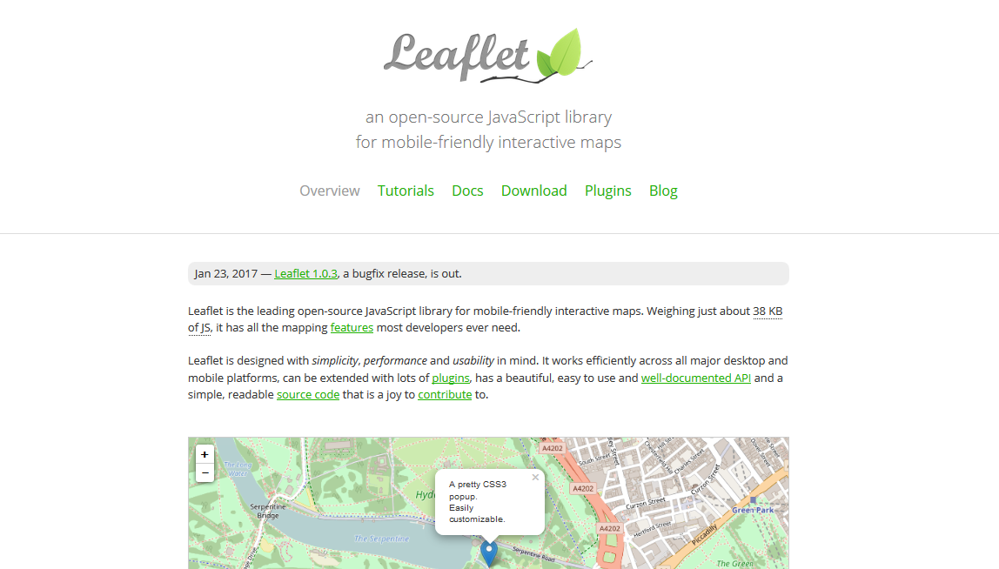 Leaflet
an open-source JavaScript library
for mobile-friendly interactive maps
Overview Tutorials Docs Download Plugins Blog
Jan 23, 2017 — Leaflet 1.0.3, a bugfix release, is out.
Leaflet is the leading open-source JavaScript library for mobile-friendly interactive maps. Weighing just about 38 KB
of JS, it has all the mapping features most developers ever need.
Leaflet is designed with simplicity, performance and usability in mind. It works efficiently across all major desktop and
mobile platforms, can be extended with lots of plugins, has a beautiful, easy to use and well-documented API and a
simple, readable source code that is a joy to contribute to.
+
−
A4202
South Street
Chesterfield Hill
Charles Street
The Long
Water
×
A pretty CSS3
popup.
Easily
customizable.
Hyde
A4202
Curzon Street
Curzon Street
Serpentine
Bridge
Green Park
A4202
Hertford Street
Piccadilly
The Serpentine
Serpentine Road
The Green